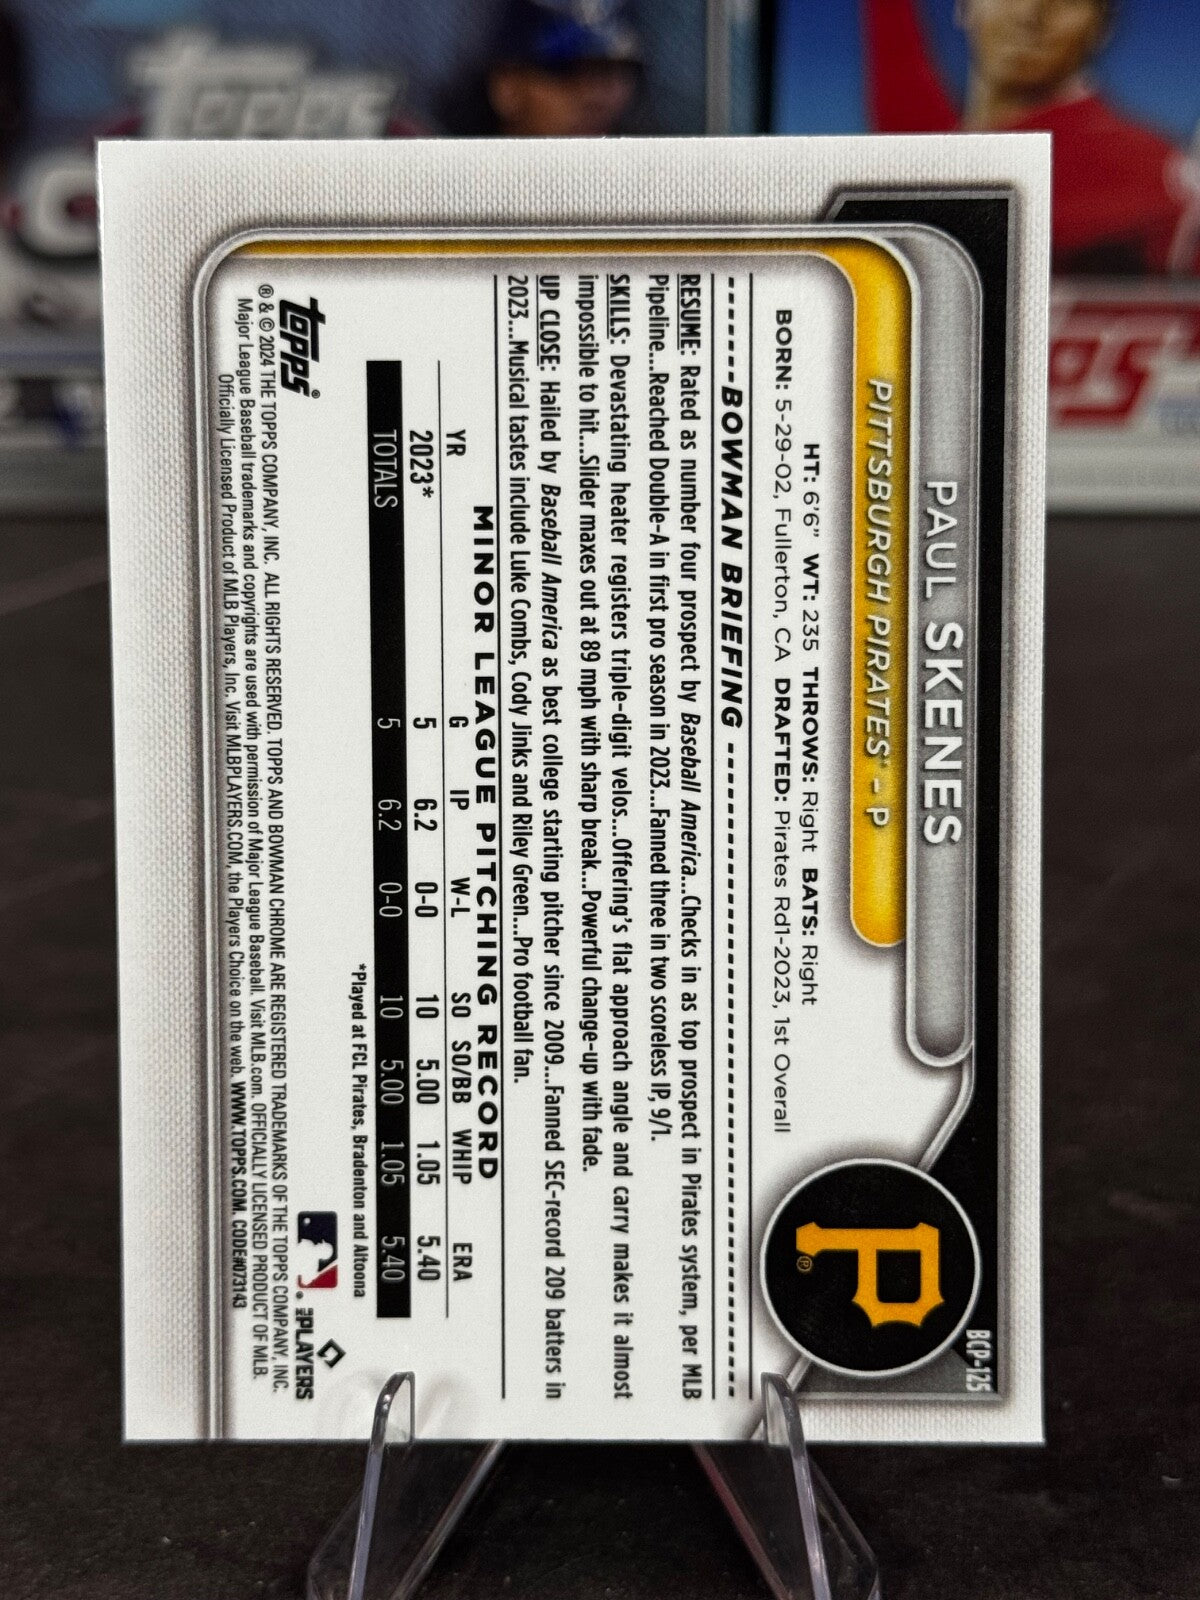 BCP-125
PAUL SKENES
PITTSBURGH PIRATES™ - P
P
HT: 6'6" WT: 235 THROWS: Right BATS: Right
BORN: 5-29-02, Fullerton, CA DRAFTED: Pirates Rd1-2023, 1st Overall
BOWMAN BRIEFING
RESUME: Rated as number four prospect by Baseball America...Checks in as top prospect in Pirates system, per MLB
Pipeline...Reached Double-A in first pro season in 2023...Fanned three in two scoreless IP, 9/1.
SKILLS: Devastating heater registers triple-digit velos...Offering's flat approach angle and carry makes it almost
impossible to hit...Slider maxes out at 89 mph with sharp break...Powerful change-up with fade.
UP CLOSE: Hailed by Baseball America as best college starting pitcher since 2009...Fanned SEC-record 209 batters in
2023...Musical tastes include Luke Combs, Cody Jinks and Riley Green...Pro football fan.
MINOR LEAGUE PITCHING RECORD
YR G IP W-L SO SO/BB WHIP ERA
2023* 5 6.2 0-0 10 5.00 1.05 5.40
TOTALS 5 6.2 0-0 10 5.00 1.05 5.40
*Played at FCL Pirates, Bradenton and Altoona
topps®
THE PLAYERS
® & © 2024 THE TOPPS COMPANY, INC. ALL RIGHTS RESERVED. TOPPS AND BOWMAN CHROME ARE REGISTERED TRADEMARKS OF THE TOPPS COMPANY, INC.
Major League Baseball trademarks and copyrights are used with permission of Major League Baseball. Visit MLB.com. OFFICIALLY LICENSED PRODUCT OF MLB.
Officially Licensed Product of MLB Players, Inc. Visit MLBPLAYERS.COM, the Players Choice on the web. WWW.TOPPS.COM. CODE#073143
Topps